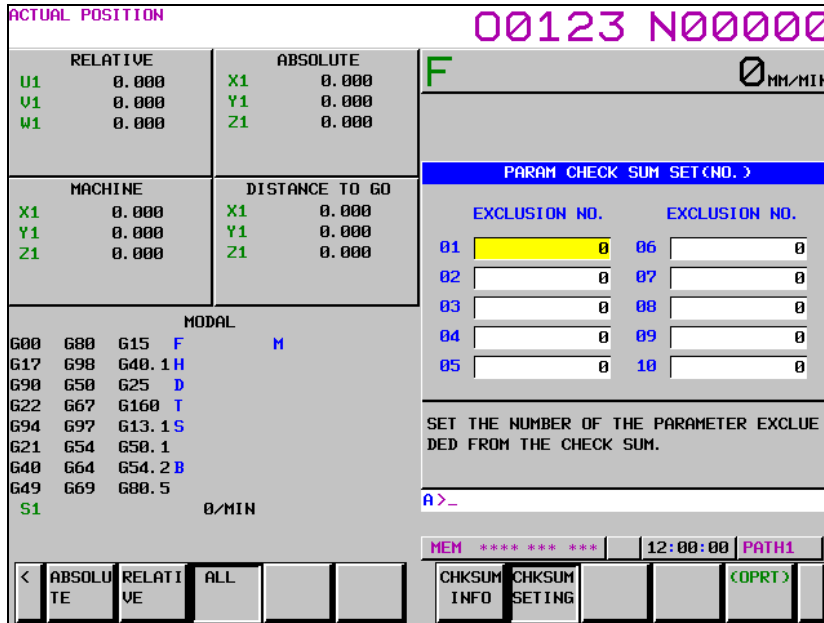 ACTUAL POSITION
O0123 N00000
RELATIVE
U1 0.000
V1 0.000
W1 0.000
ABSOLUTE
X1 0.000
Y1 0.000
Z1 0.000
MACHINE
X1 0.000
Y1 0.000
Z1 0.000
DISTANCE TO GO
X1 0.000
Y1 0.000
Z1 0.000
MODAL
G00 G80 G15 F M
G17 G98 G40.1 H
G90 G50 G25 D
G22 G67 G160 T
G94 G97 G13.1 S
G21 G54 G50.1
G40 G64 G54.2 B
G49 G69 G80.5
S1 0/MIN
F 0 MM/MIN
PARAM CHECK SUM SET(NO.)
EXCLUSION NO. EXCLUSION NO.
01 0 06 0
02 0 07 0
03 0 08 0
04 0 09 0
05 0 10 0
SET THE NUMBER OF THE PARAMETER EXCLUE
DED FROM THE CHECK SUM.
A>_
MEM **** *** *** 12:00:00 PATH1
< ABSOLU RELATI ALL CHKSUM CHKSUM (OPRT)
TE VE INFO SETING